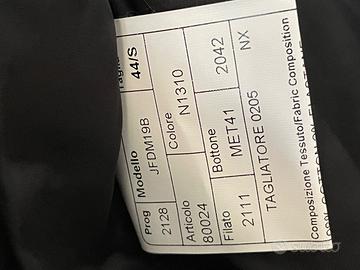 Taglia
44/S
Prog Modello
2128 JFDM19B
Articolo Colore
80024 N1310
Filato Bottone
2111 MET41 2042
TAGLIATORE 0205 NX
Composizione Tessuto/Fabric Composition
subito